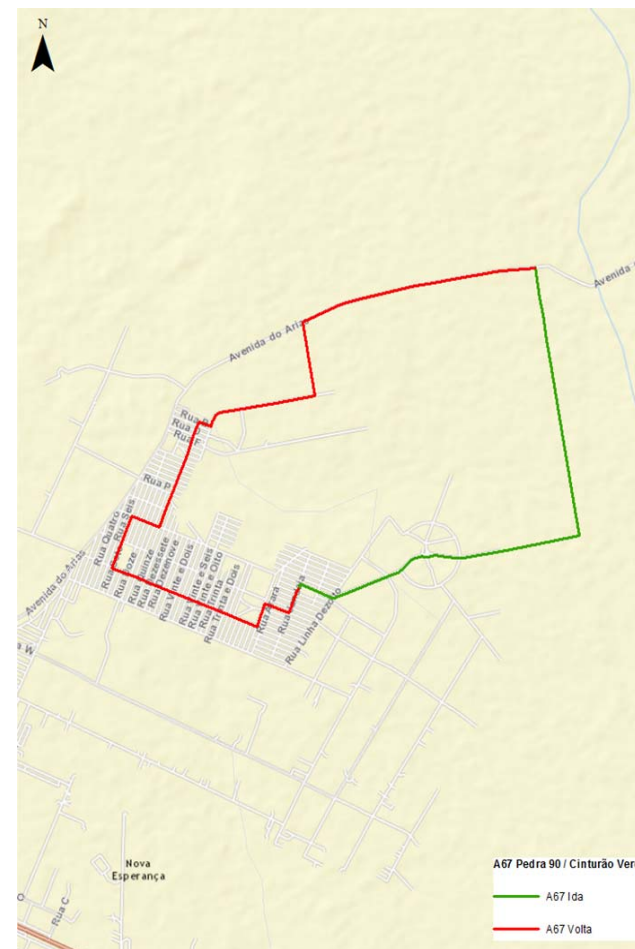 N
Avenida do
Avenida do Arias
Rua P
Rua Quatro
Rua Seis
Rua Doze
Rua Quinze
Rua Dezessete
Rua Dezenove
Rua Vinte e Dois
Rua Vinte e Seis
Rua Vinte e Oito
Rua Trinta
Rua Trinta e Dois
Rua Linha Dezoito
Avenida do Arias
a W
Nova
Esperança
Rua C
O
A67 Pedra 90 / Cinturão Ver
A67 Ida
A67 Volta